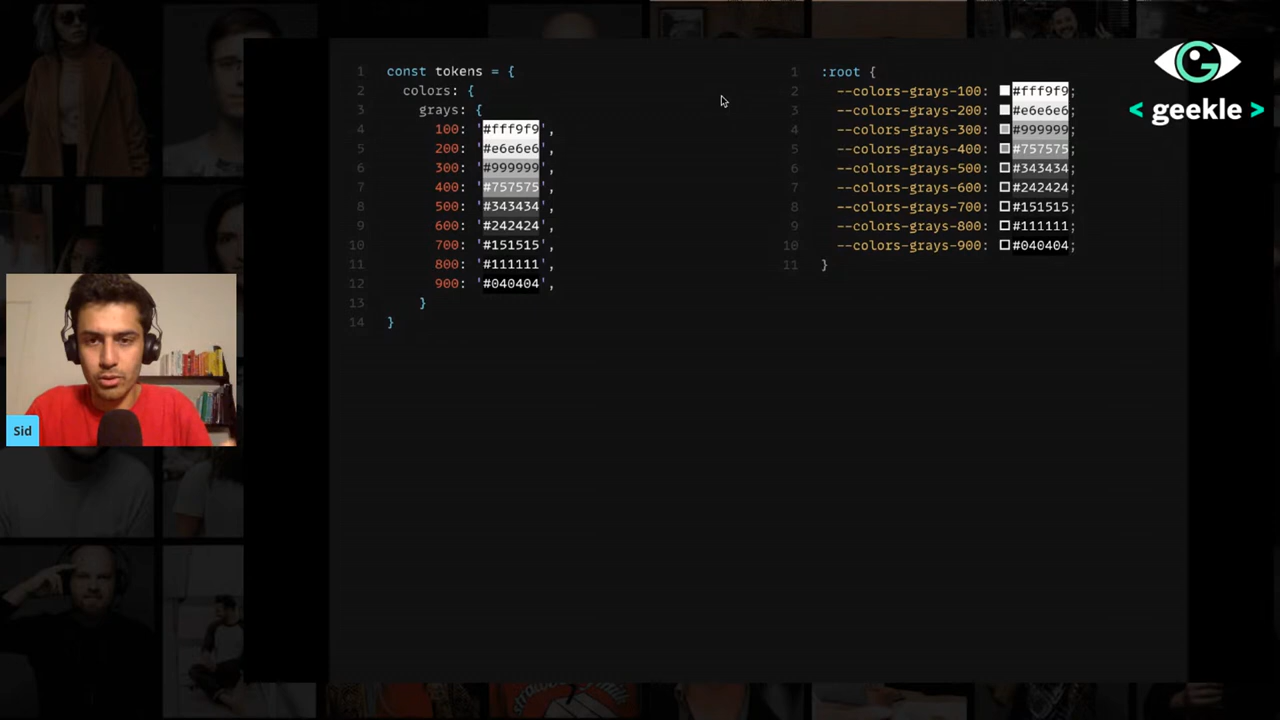 1 const tokens = {
2 colors: {
3 grays: {
4 100: '#fff9f9',
5 200: '#e6e6e6',
6 300: '#999999',
7 400: '#757575',
8 500: '#343434',
9 600: '#242424',
10 700: '#151515',
11 800: '#111111',
12 900: '#040404',
13 }
14 }
1 :root {
2 --colors-grays-100: #fff9f9;
3 --colors-grays-200: #e6e6e6;
4 --colors-grays-300: #999999;
5 --colors-grays-400: #757575;
6 --colors-grays-500: #343434;
7 --colors-grays-600: #242424;
8 --colors-grays-700: #151515;
9 --colors-grays-800: #111111;
10 --colors-grays-900: #040404;
11 }
G
< geekle >
Sid